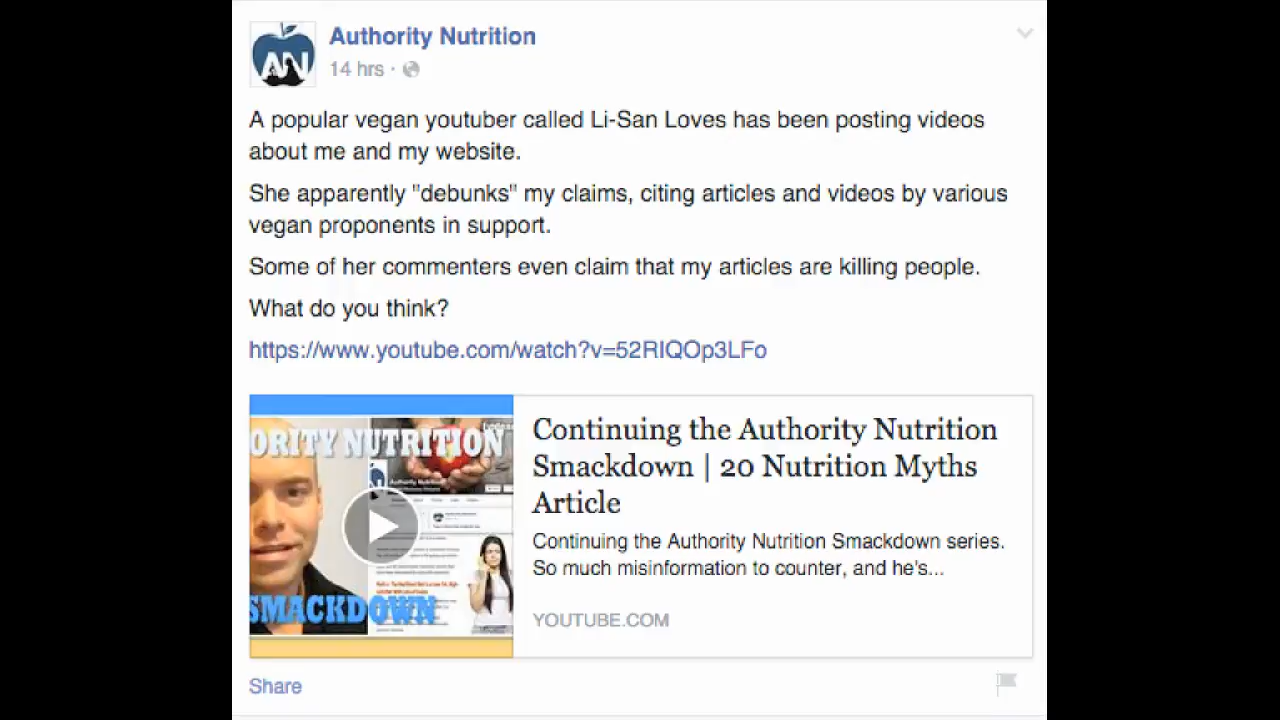 AN
Authority Nutrition
14 hrs ·
A popular vegan youtuber called Li-San Loves has been posting videos
about me and my website.
She apparently "debunks" my claims, citing articles and videos by various
vegan proponents in support.
Some of her commenters even claim that my articles are killing people.
What do you think?
https://www.youtube.com/watch?v=52RIQOp3LFo
ORITY NUTRITION
Authority Nutrition
SMACKDOWN
Continuing the Authority Nutrition
Smackdown | 20 Nutrition Myths
Article
Continuing the Authority Nutrition Smackdown series.
So much misinformation to counter, and he's...
YOUTUBE.COM
Share